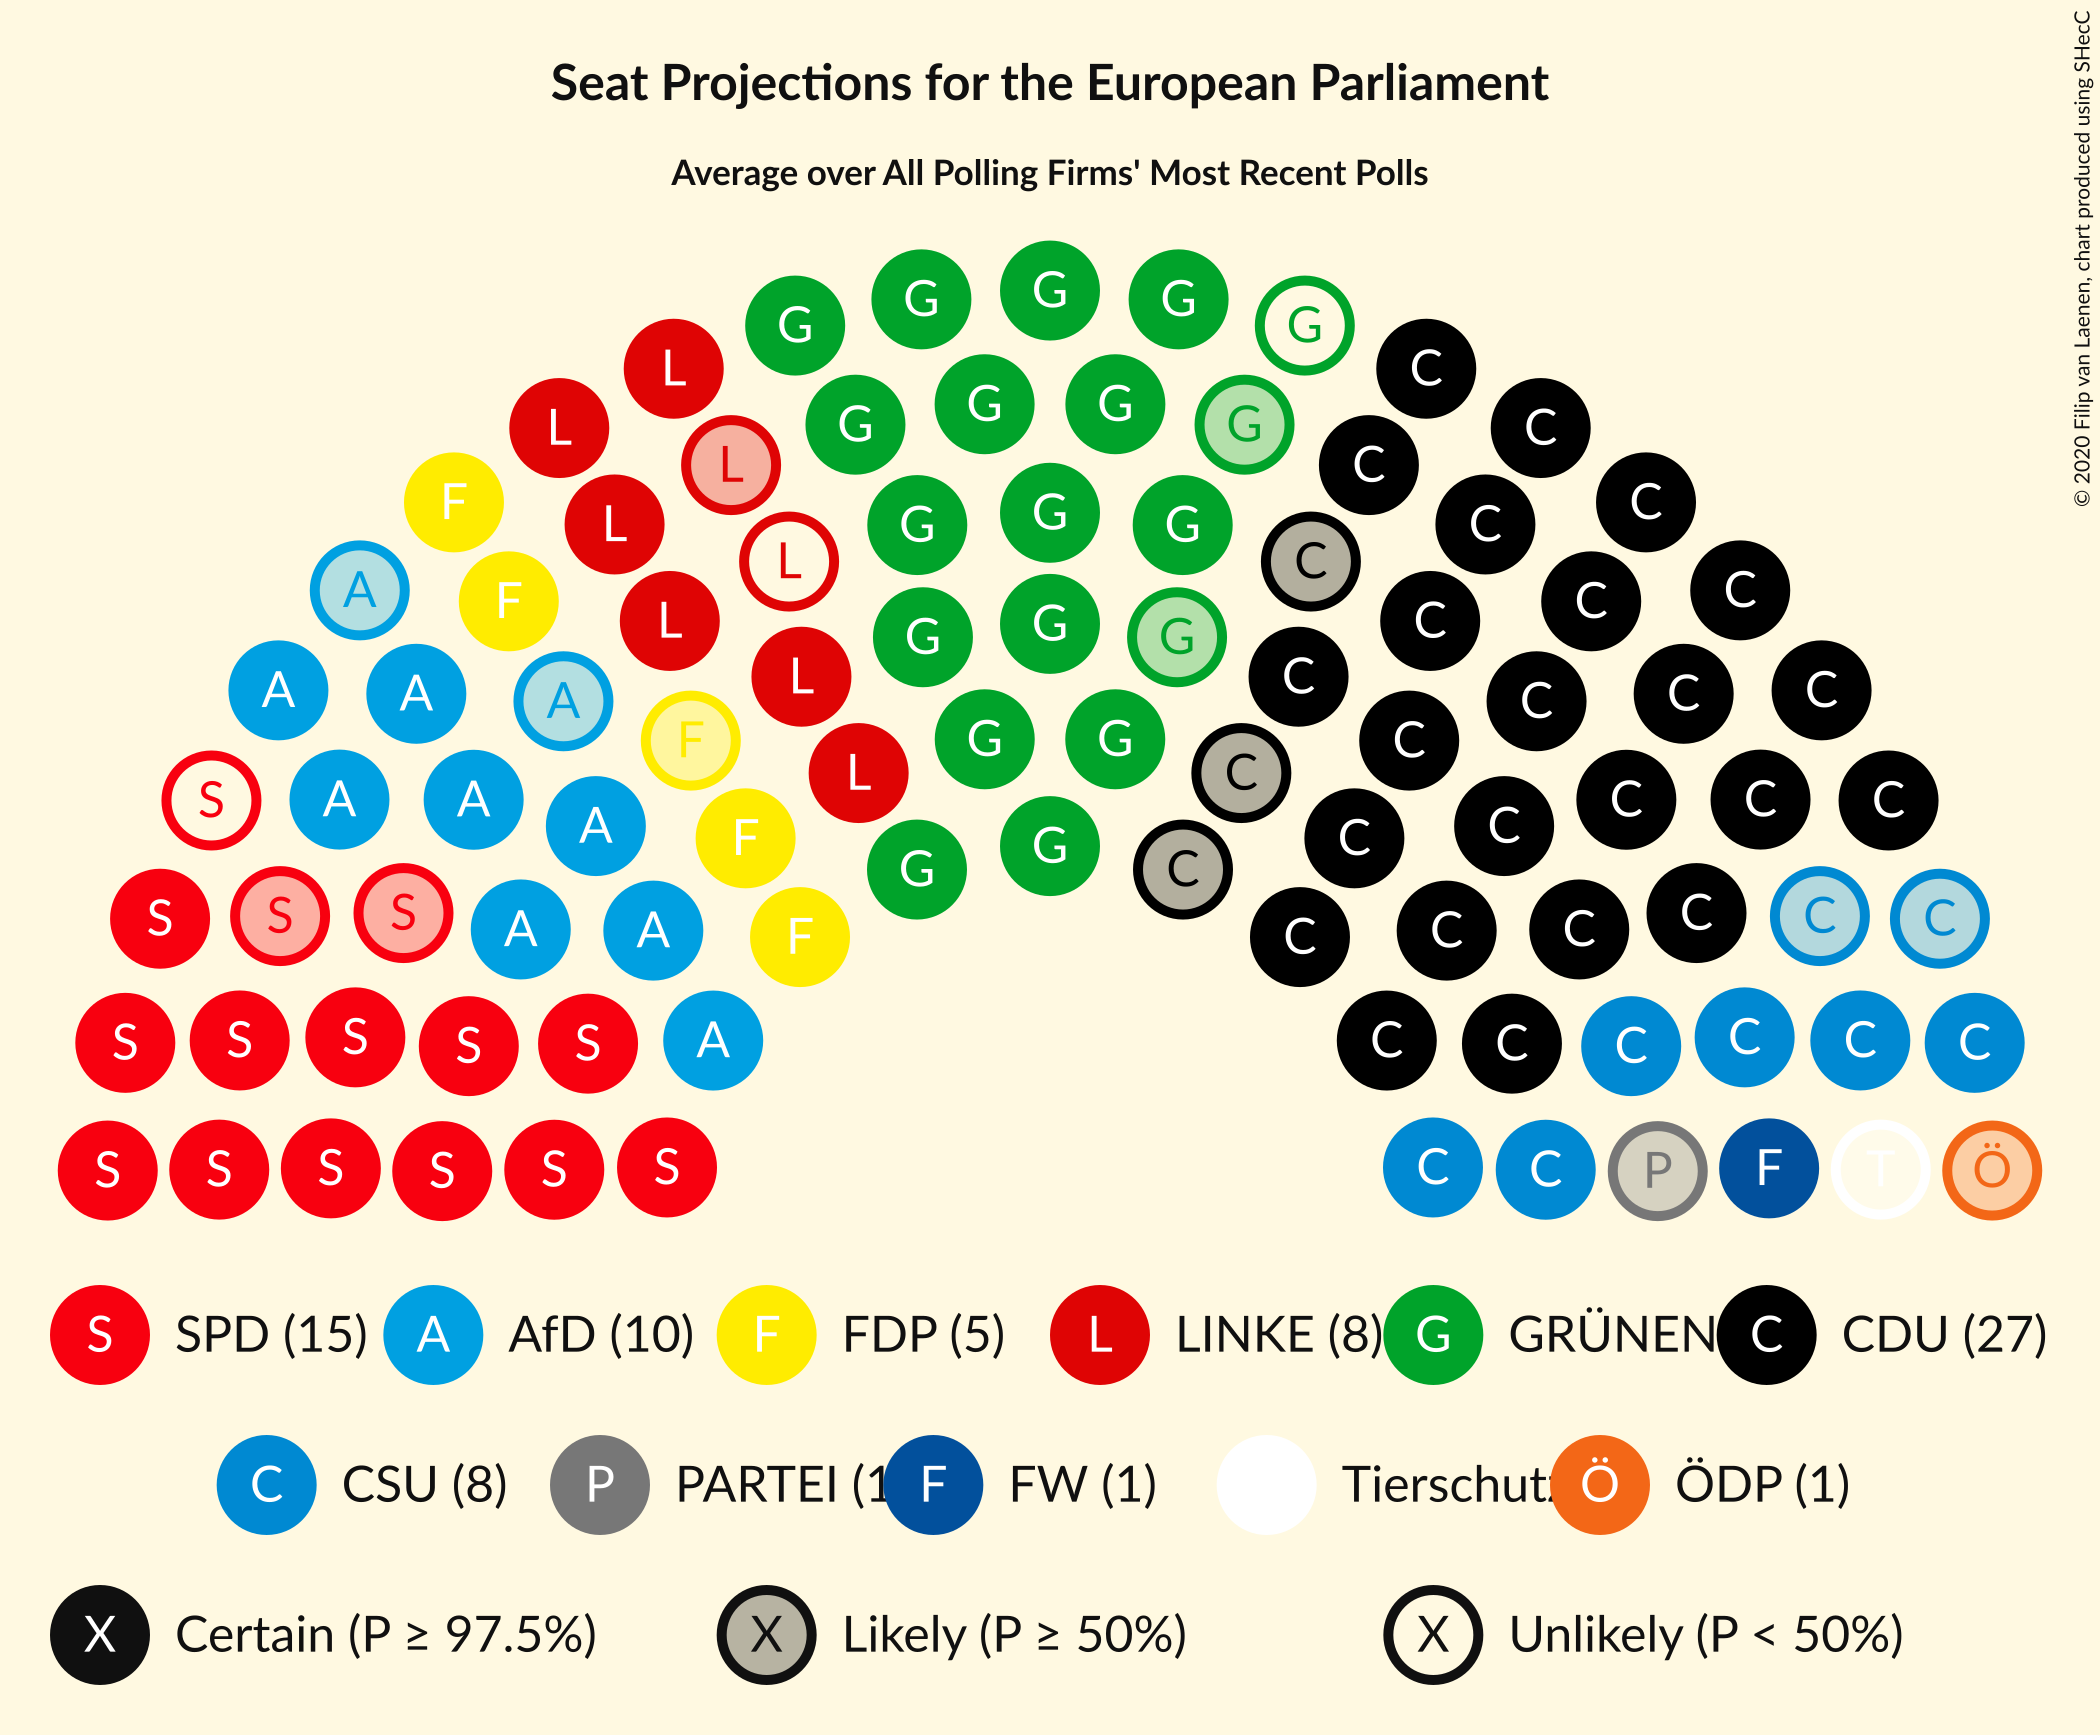 Seat Projections for the European Parliament
Average over All Polling Firms' Most Recent Polls
© 2020 Filip van Laenen, chart produced using SHecC
G G G G G
L G G G G C
L L G G G C C C
F L L G G G C C C C
A F L L G G C C C C C
A A A F L G G C C C C C C
S A A A F C C C C C C
S S S A A F C C C C C C
S S S S S A C C C C C C
S S S S S S C C P F T Ö
S SPD (15) A AfD (10) F FDP (5) L LINKE (8) G GRÜNEN C CDU (27)
C CSU (8) P PARTEI (1 F FW (1) Tierschutz Ö ÖDP (1)
X Certain (P ≥ 97.5%) X Likely (P ≥ 50%) X Unlikely (P < 50%)